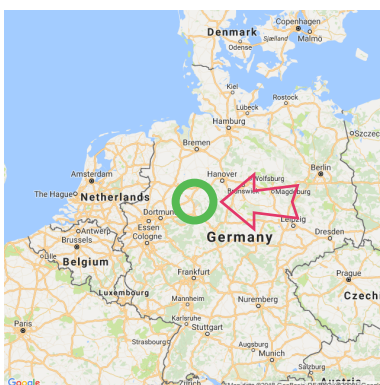 Copenhagen
Denmark
Malmö
Sjælland
Odense
Kiel
Rostock
Lübeck
Hamburg
Szczec
Bremen
Amsterdam
Hanover
Wolfsburg
Berlin
The Hague
Netherlands
Magdeburg
Dortmund
Essen
Leipzig
Antwerp
Cologne
Germany
Dresden
Brussels
Lille
Belgium
Frankfurt
Prague
Luxembourg
Mannheim
Nuremberg
Czech
Paris
Karlsruhe
Stuttgart
Strasbourg
Augsburg
Munich
Salzburg
Google
Zürich
Austria